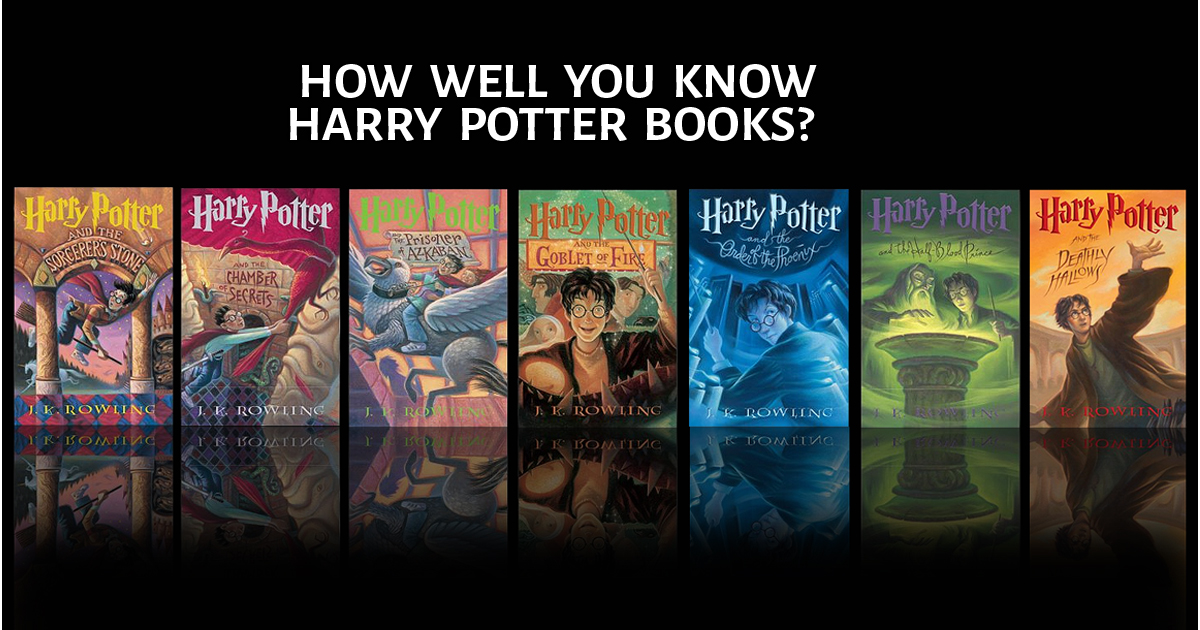 HOW WELL YOU KNOW
HARRY POTTER BOOKS?
Harry Potter
AND THE
SORCERER'S STONE
J. K. ROWLING
Harry Potter
2
AND THE
CHAMBER
OF SECRETS
J. K. ROWLING
Harry Potter
AND THE
PRISONER
OF AZKABAN
J. K. ROWLING
Harry Potter
AND THE
GOBLET OF FIRE
J. K. ROWLING
Harry Potter
and the
Order of the Phoenix
J. K. ROWLING
Harry Potter
and the Half-Blood Prince
J. K. ROWLING
Harry Potter
AND THE
DEATHLY
HALLOWS
J. K. ROWLING